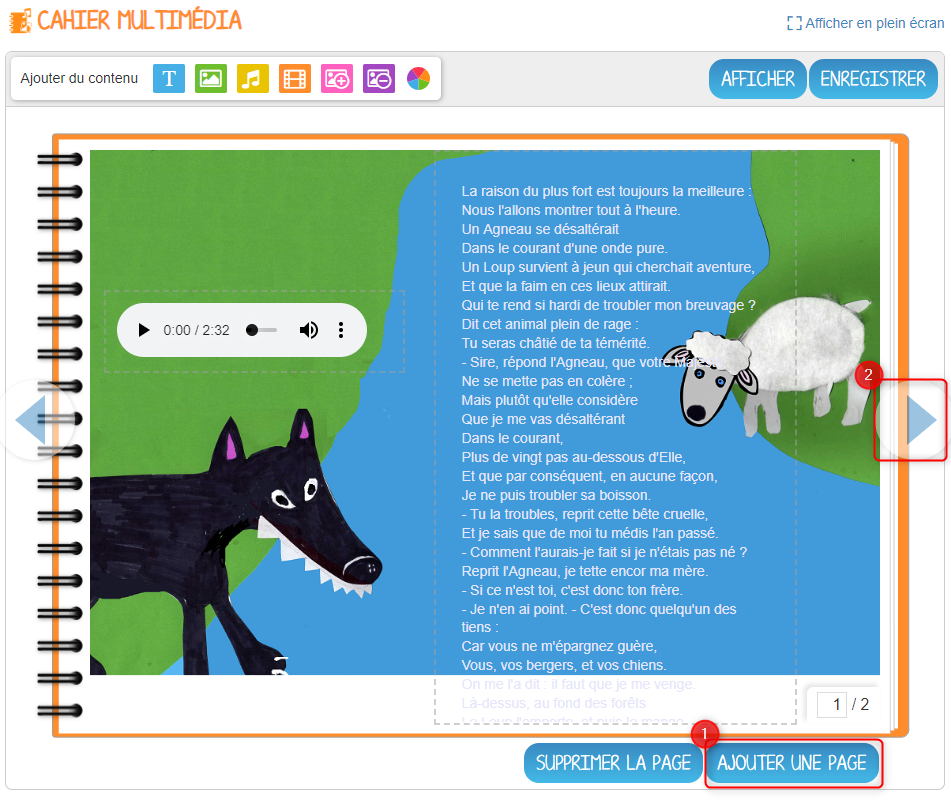 CAHIER MULTIMÉDIA
Afficher en plein écran
Ajouter du contenu
T
AFFICHER
ENREGISTRER
La raison du plus fort est toujours la meilleure :
Nous l'allons montrer tout à l'heure.
Un Agneau se désaltérait
Dans le courant d'une onde pure.
Un Loup survient à jeun qui cherchait aventure,
Et que la faim en ces lieux attirait.
Qui te rend si hardi de troubler mon breuvage ?
Dit cet animal plein de rage :
Tu seras châtié de ta témérité.
- Sire, répond l'Agneau, que votre
Ne se mette pas en colère ;
Mais plutôt qu'elle considère
Que je me vas désaltérant
Dans le courant,
Plus de vingt pas au-dessous d'Elle,
Et que par conséquent, en aucune façon,
Je ne puis troubler sa boisson.
- Tu la troubles, reprit cette bête cruelle,
Et je sais que de moi tu médis l'an passé.
- Comment l'aurais-je fait si je n'étais pas né ?
Reprit l'Agneau, je tette encor ma mère.
- Si ce n'est toi, c'est donc ton frère.
- Je n'en ai point. - C'est donc quelqu'un des
tiens :
Car vous ne m'épargnez guère,
Vous, vos bergers, et vos chiens.
On me l'a dit : il faut que je me venge.
Là-dessus, au fond des forêts
Le Loup l'emporte, et puis le mange
0:00 / 2:32
2
1 / 2
1
SUPPRIMER LA PAGE
AJOUTER UNE PAGE